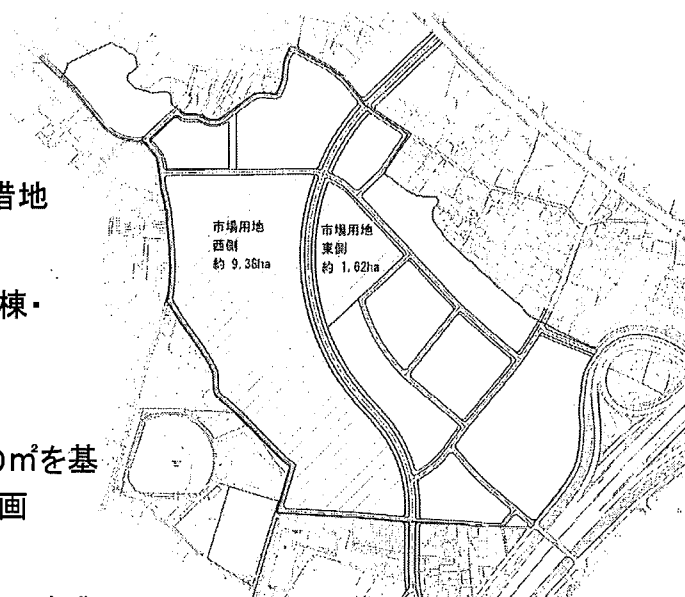 借地
棟・
0㎡を基
画
市場用地
西側
約 9.36ha
市場用地
東側
約 1.62ha